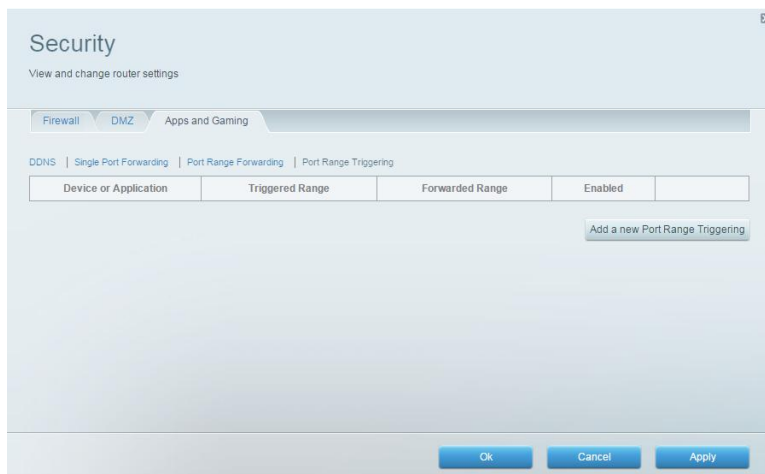 Security
View and change router settings
Firewall DMZ Apps and Gaming
DDNS | Single Port Forwarding | Port Range Forwarding | Port Range Triggering
Device or Application Triggered Range Forwarded Range Enabled
Add a new Port Range Triggering
Ok Cancel Apply